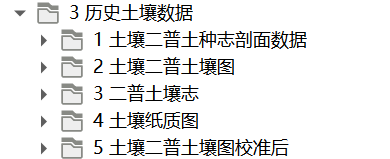 3 历史土壤数据
1 土壤二普土种志剖面数据
2 土壤二普土壤图
3 二普土壤志
4 土壤纸质图
5 土壤二普土壤图校准后